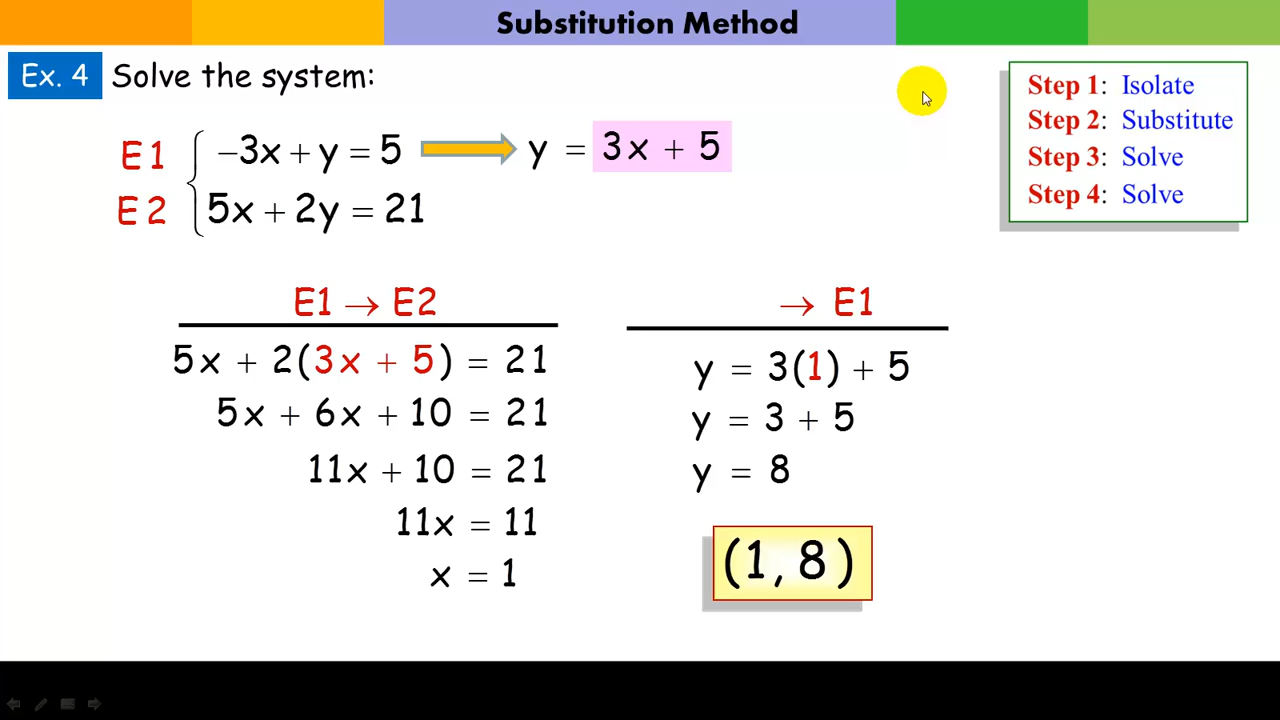 Substitution Method
Ex. 4 Solve the system:
E1 −3x + y = 5 y = 3x + 5
E2 5x + 2y = 21
Step 1: Isolate
Step 2: Substitute
Step 3: Solve
Step 4: Solve
E1 → E2
5x + 2(3x + 5) = 21
5x + 6x + 10 = 21
11x + 10 = 21
11x = 11
x = 1
→ E1
y = 3(1) + 5
y = 3 + 5
y = 8
(1, 8)